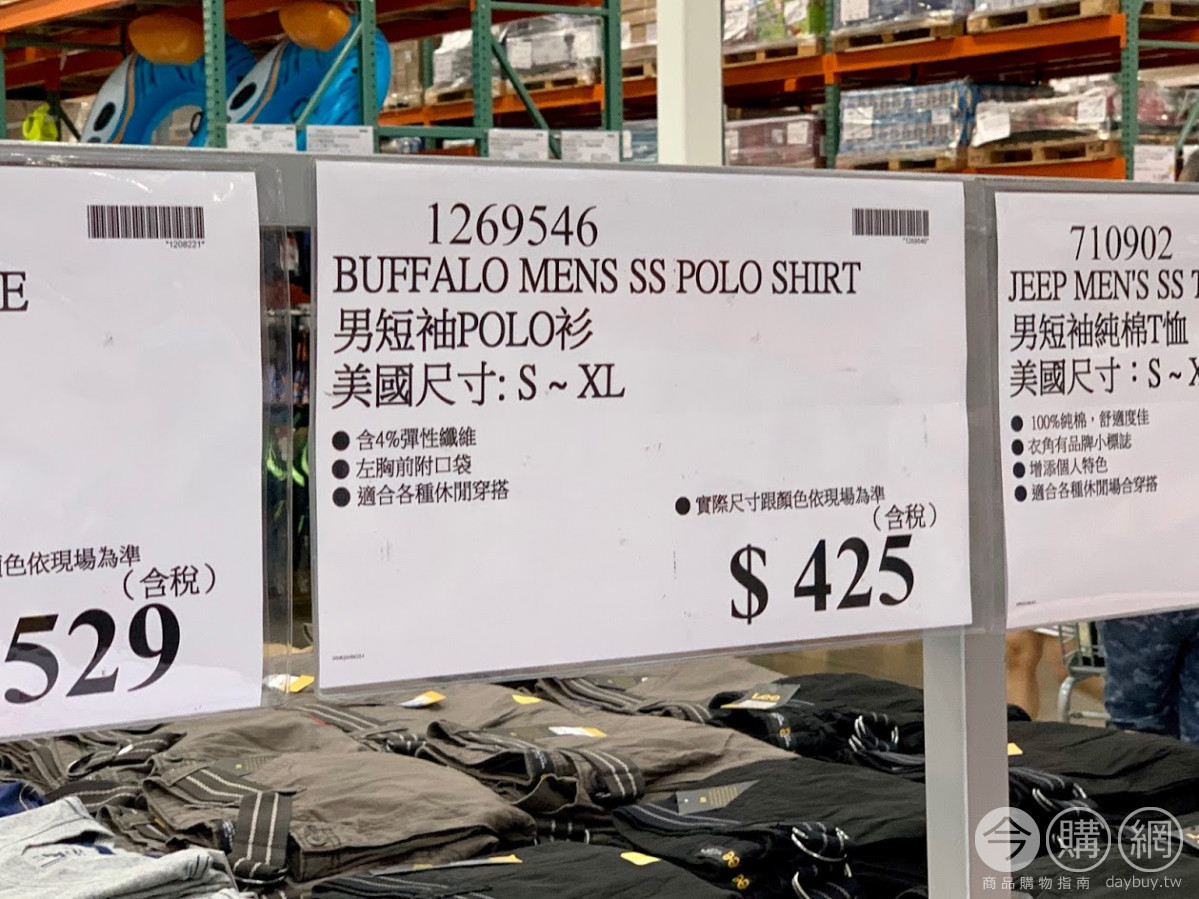 *1208221*
E
顏色依現場為準
(含稅)
529
1269546
*1269546*
BUFFALO MENS SS POLO SHIRT
男短袖POLO衫
美國尺寸: S ~ XL
● 含4%彈性纖維
● 左胸前附口袋
● 適合各種休閒穿搭
● 實際尺寸跟顏色依現場為準
(含稅)
$ 425
710902
JEEP MEN'S SS T
男短袖純棉T恤
美國尺寸：S ~ X
● 100%純棉，舒適度佳
● 衣角有品牌小標誌
● 增添個人特色
● 適合各種休閒場合穿搭
Lee
今購網
商品購物指南 daybuy.tw